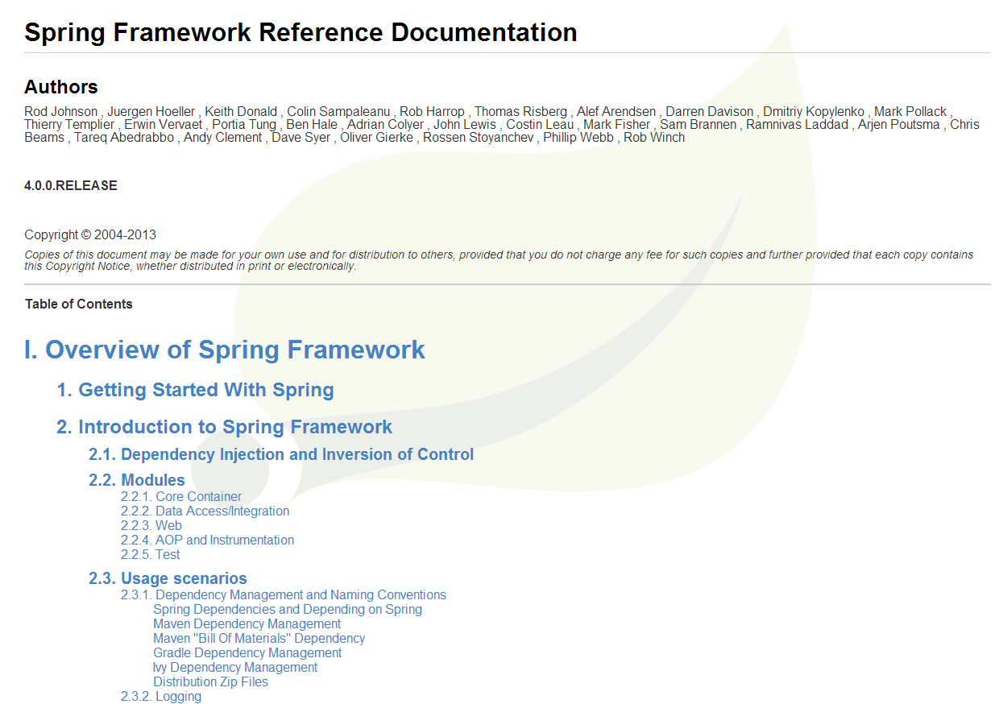 Spring Framework Reference Documentation
Authors
Rod Johnson , Juergen Hoeller , Keith Donald , Colin Sampaleanu , Rob Harrop , Thomas Risberg , Alef Arendsen , Darren Davison , Dmitriy Kopylenko , Mark Pollack ,
Thierry Templier , Erwin Vervaet , Portia Tung , Ben Hale , Adrian Colyer , John Lewis , Costin Leau , Mark Fisher , Sam Brannen , Ramnivas Laddad , Arjen Poutsma , Chris
Beams , Tareq Abedrabbo , Andy Clement , Dave Syer , Oliver Gierke , Rossen Stoyanchev , Phillip Webb , Rob Winch
4.0.0.RELEASE
Copyright © 2004-2013
Copies of this document may be made for your own use and for distribution to others, provided that you do not charge any fee for such copies and further provided that each copy contains
this Copyright Notice, whether distributed in print or electronically.
Table of Contents
I. Overview of Spring Framework
1. Getting Started With Spring
2. Introduction to Spring Framework
2.1. Dependency Injection and Inversion of Control
2.2. Modules
2.2.1. Core Container
2.2.2. Data Access/Integration
2.2.3. Web
2.2.4. AOP and Instrumentation
2.2.5. Test
2.3. Usage scenarios
2.3.1. Dependency Management and Naming Conventions
Spring Dependencies and Depending on Spring
Maven Dependency Management
Maven "Bill Of Materials" Dependency
Gradle Dependency Management
Ivy Dependency Management
Distribution Zip Files
2.3.2. Logging